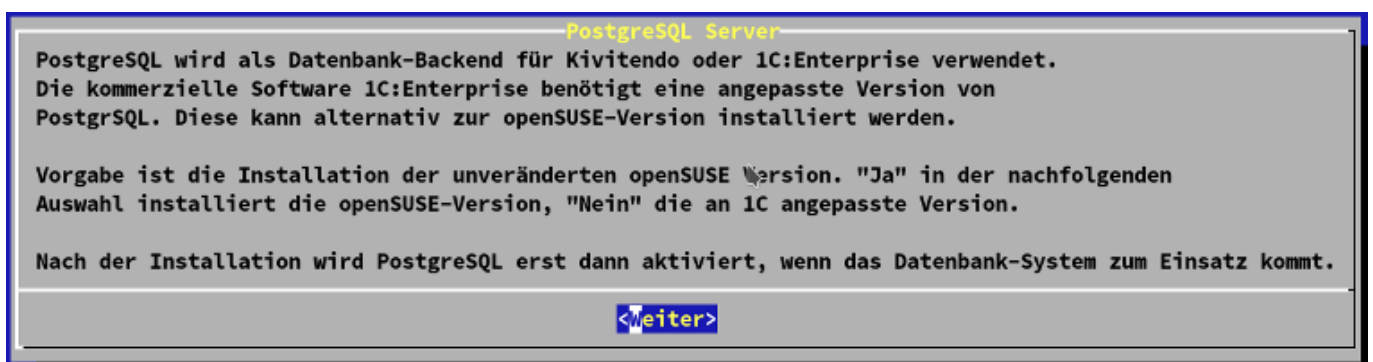 PostgreSQL Server
PostgreSQL wird als Datenbank-Backend für Kivitendo oder 1C:Enterprise verwendet.
Die kommerzielle Software 1C:Enterprise benötigt eine angepasste Version von
PostgrSQL. Diese kann alternativ zur openSUSE-Version installiert werden.
Vorgabe ist die Installation der unveränderten openSUSE Version. "Ja" in der nachfolgenden
Auswahl installiert die openSUSE-Version, "Nein" die an 1C angepasste Version.
Nach der Installation wird PostgreSQL erst dann aktiviert, wenn das Datenbank-System zum Einsatz kommt.
<Weiter>